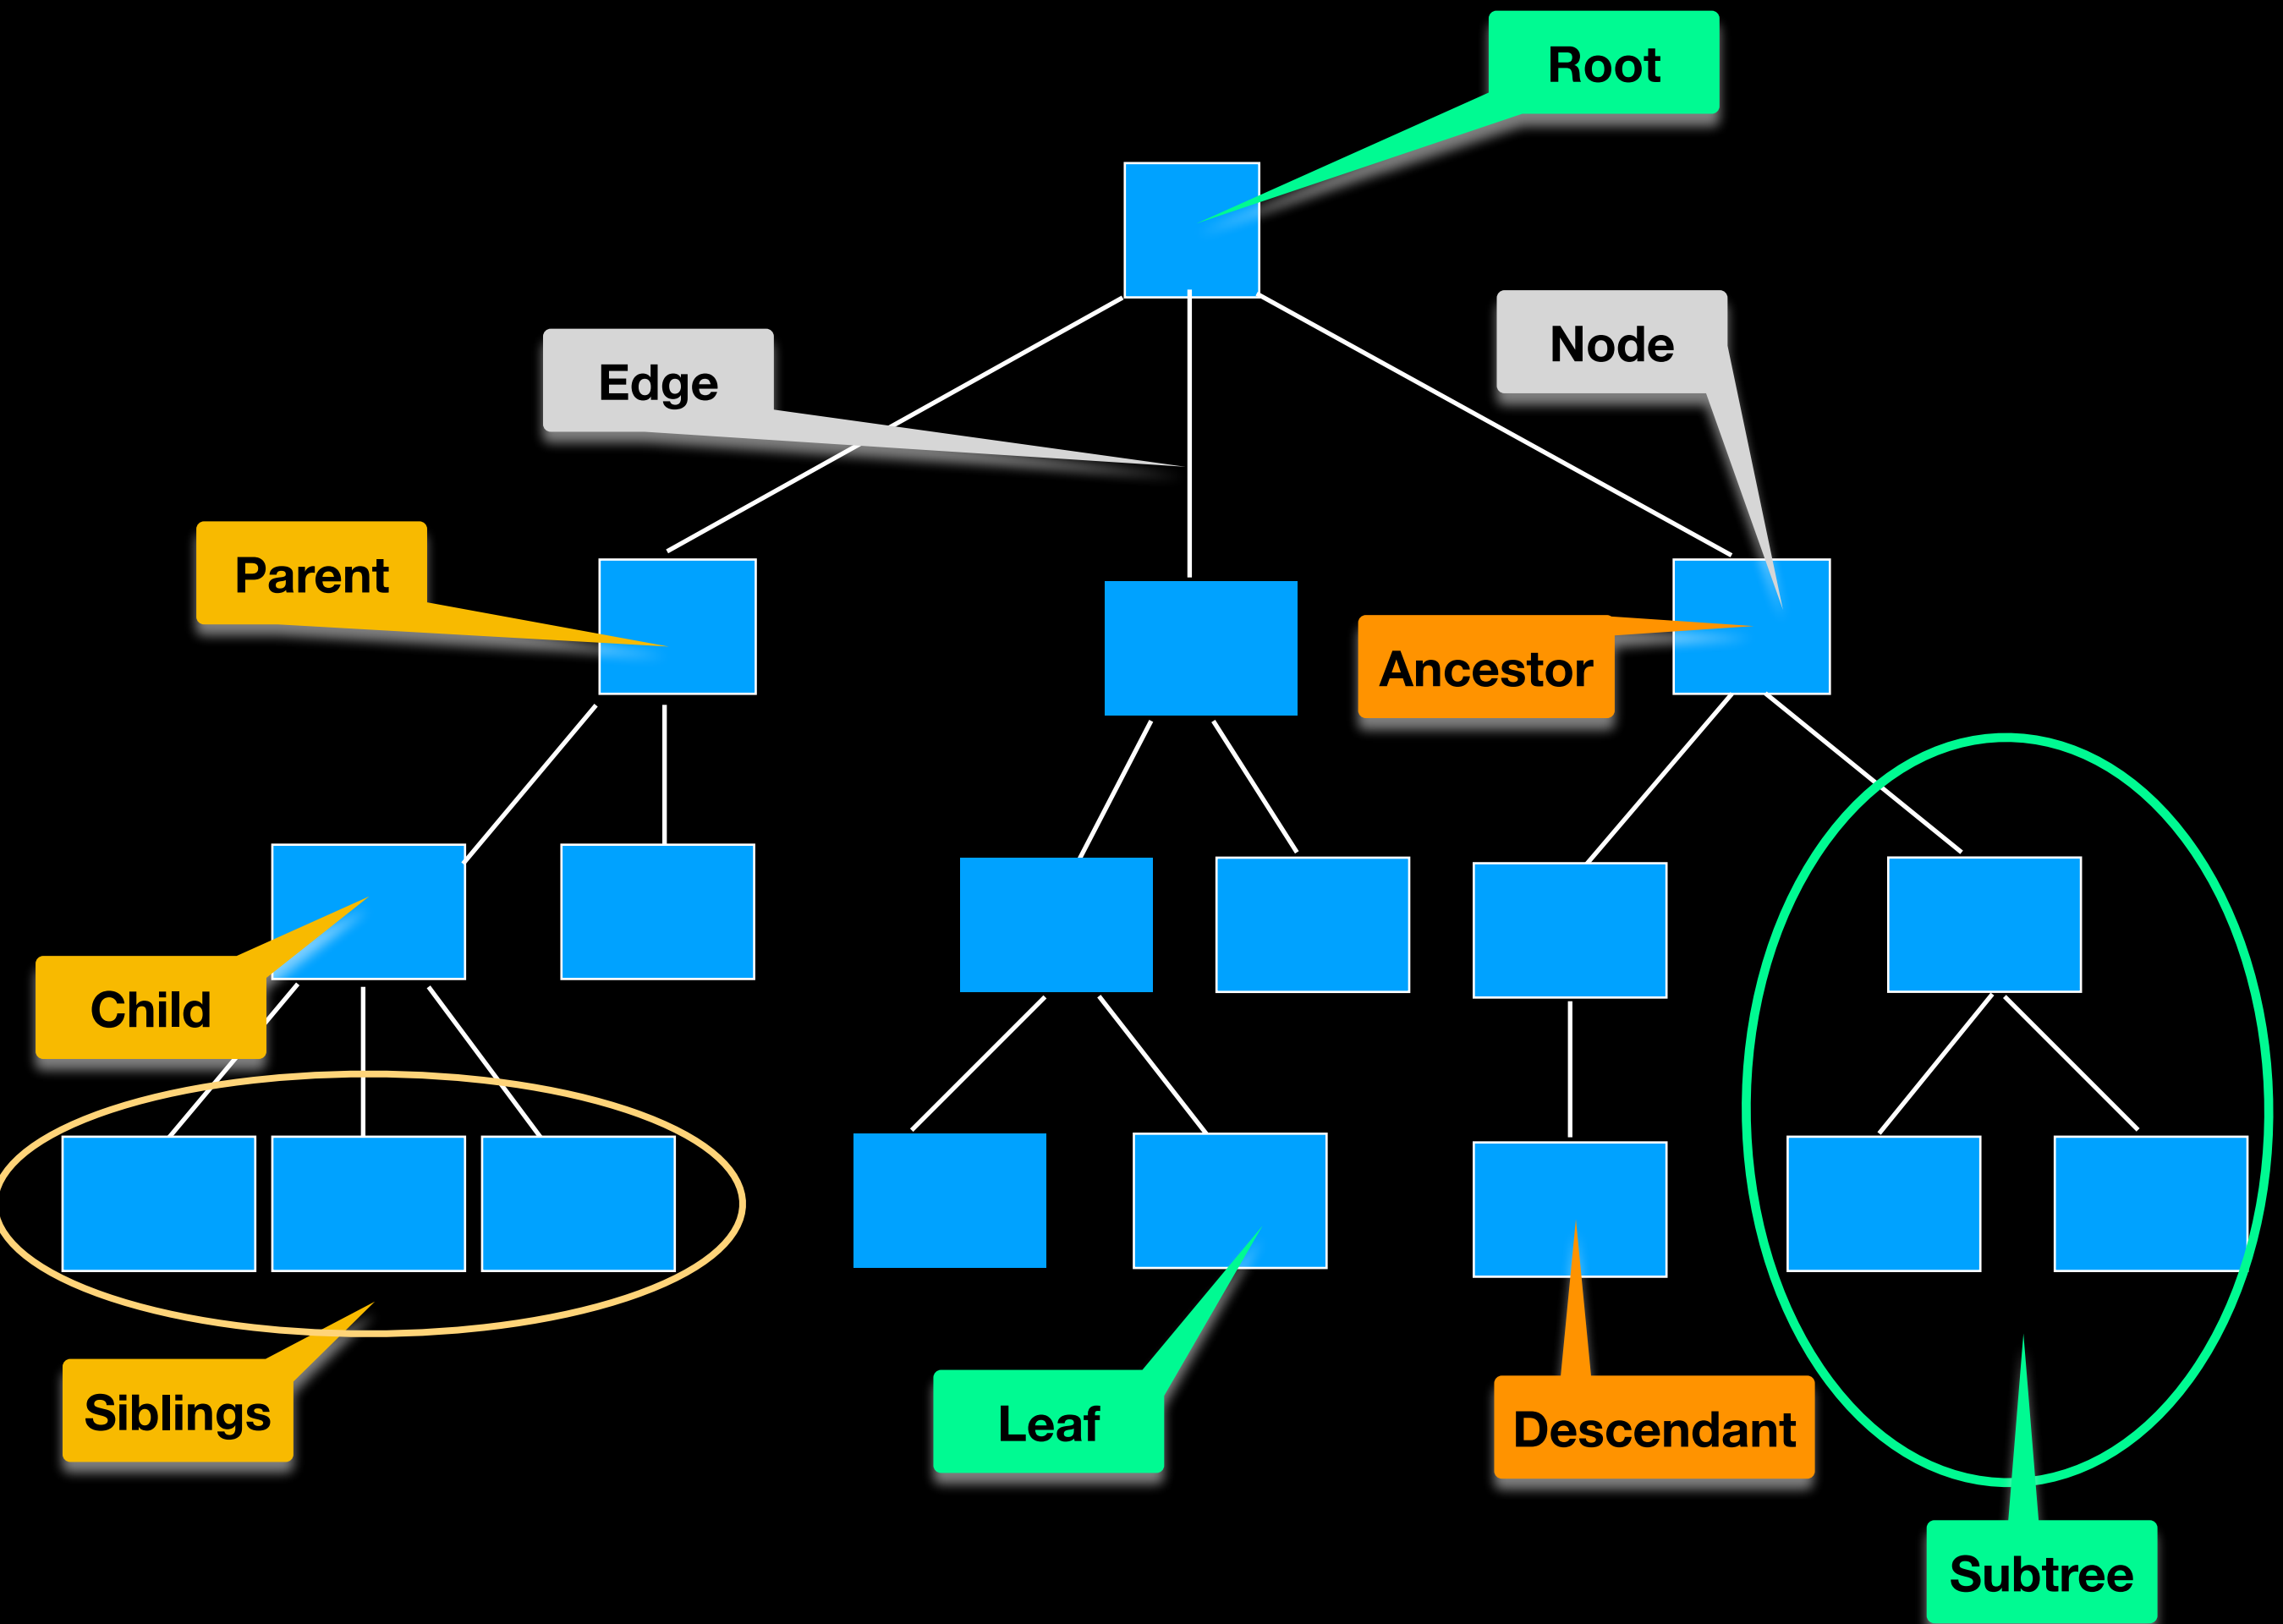 Root
Node
Edge
Parent
Ancestor
Child
Siblings
Leaf
Descendant
Subtree